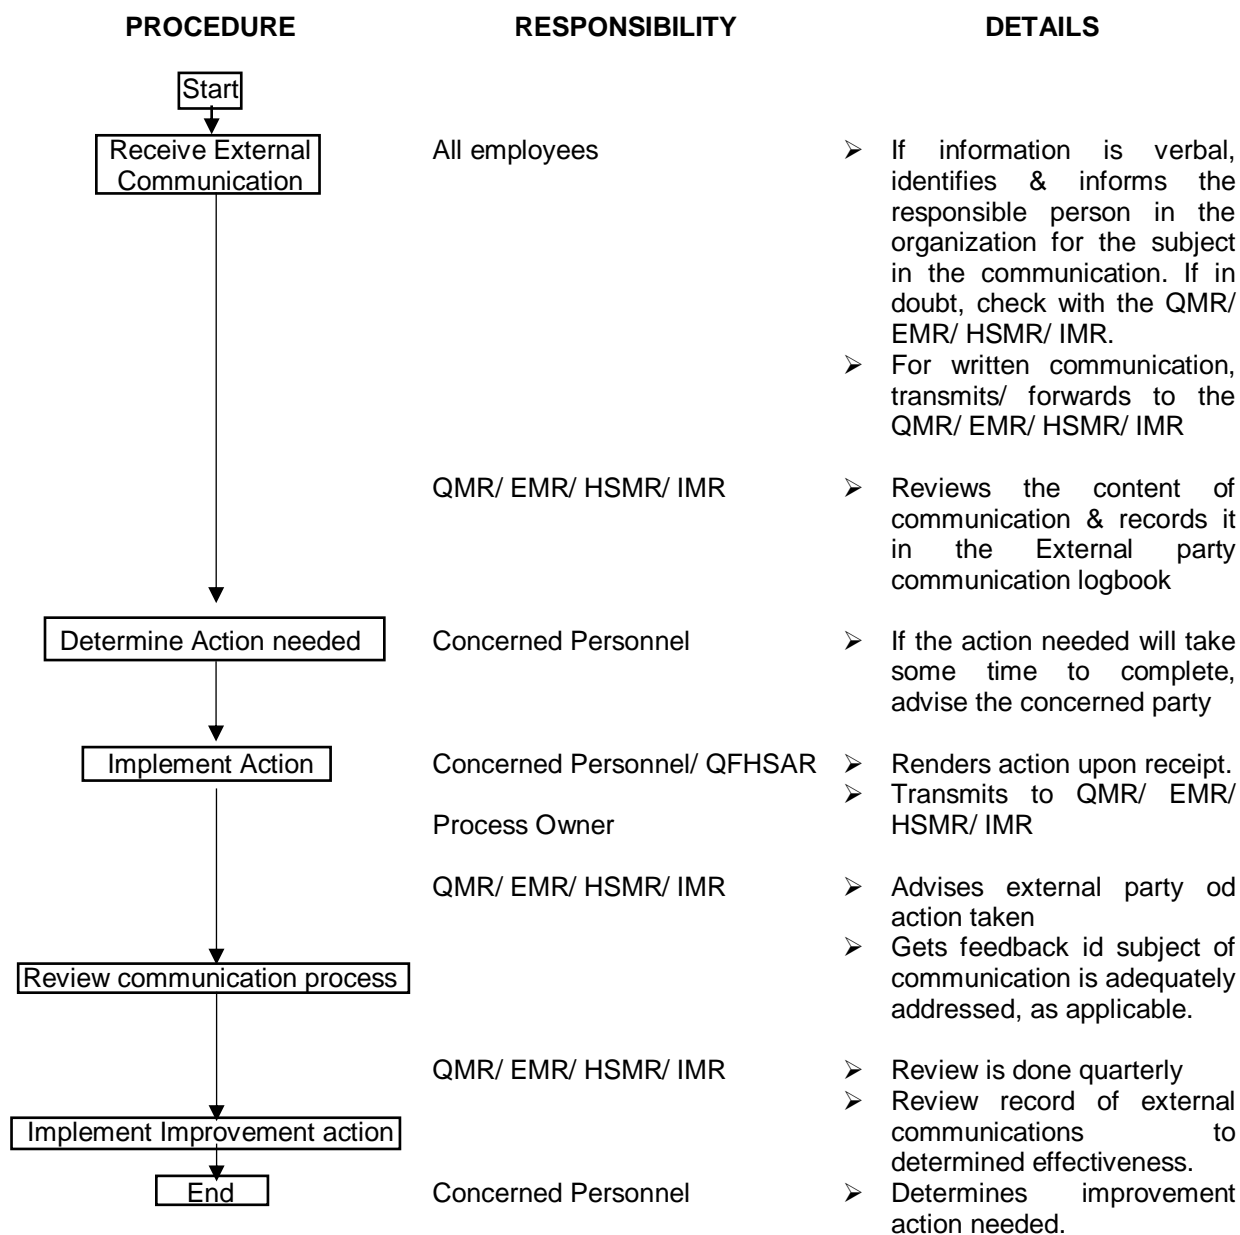 PROCEDURE RESPONSIBILITY DETAILS
Start
Receive External
Communication
All employees
➢ If information is verbal,
identifies & informs the
responsible person in the
organization for the subject
in the communication. If in
doubt, check with the QMR/
EMR/ HSMR/ IMR.
➢ For written communication,
transmits/ forwards to the
QMR/ EMR/ HSMR/ IMR
QMR/ EMR/ HSMR/ IMR
➢ Reviews the content of
communication & records it
in the External party
communication logbook
Determine Action needed
Concerned Personnel
➢ If the action needed will take
some time to complete,
advise the concerned party
Implement Action
Concerned Personnel/ QFHSAR
➢ Renders action upon receipt.
➢ Transmits to QMR/ EMR/
HSMR/ IMR
Process Owner
QMR/ EMR/ HSMR/ IMR
➢ Advises external party od
action taken
➢ Gets feedback id subject of
communication is adequately
addressed, as applicable.
Review communication process
QMR/ EMR/ HSMR/ IMR
➢ Review is done quarterly
➢ Review record of external
communications to
determined effectiveness.
Implement Improvement action
End
Concerned Personnel
➢ Determines improvement
action needed.